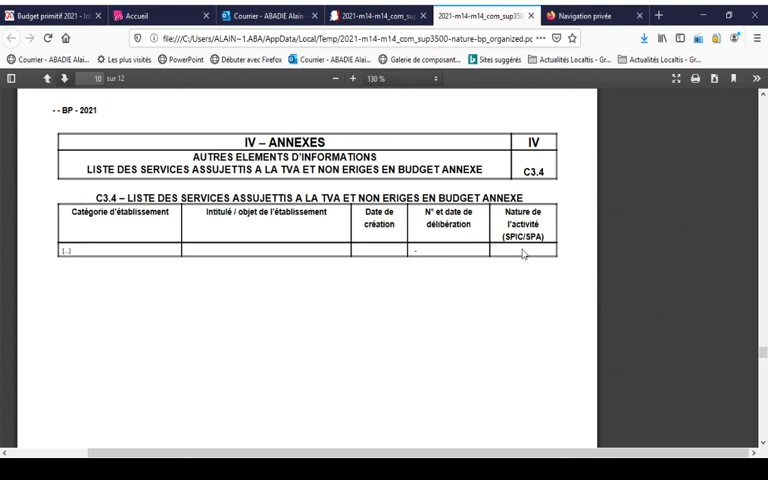 Budget primitif 2021 - In
Accueil
Courrier - ABADIE Alain
2021-m14-m14_com_sup
2021-m14-m14_com_sup350
Navigation privée
file:///C:/Users/ALAIN~1.ABA/AppData/Local/Temp/2021-m14-m14_com_sup3500-nature-bp_organized.pc
Courrier - ABADIE Alai...
Les plus visités
PowerPoint
Débuter avec Firefox
Courrier - ABADIE Alai...
Galerie de composant...
Sites suggérés
Actualités Localtis - Gr...
Actualités Localtis - Gr...
10 sur 12
130 %
- - BP - 2021
IV – ANNEXES
IV
AUTRES ELEMENTS D'INFORMATIONS
LISTE DES SERVICES ASSUJETTIS A LA TVA ET NON ERIGES EN BUDGET ANNEXE
C3.4
C3.4 – LISTE DES SERVICES ASSUJETTIS A LA TVA ET NON ERIGES EN BUDGET ANNEXE
Catégorie d'établissement
Intitulé / objet de l'établissement
Date de
création
N° et date de
délibération
Nature de
l'activité
(SPIC/SPA)
[...]
-